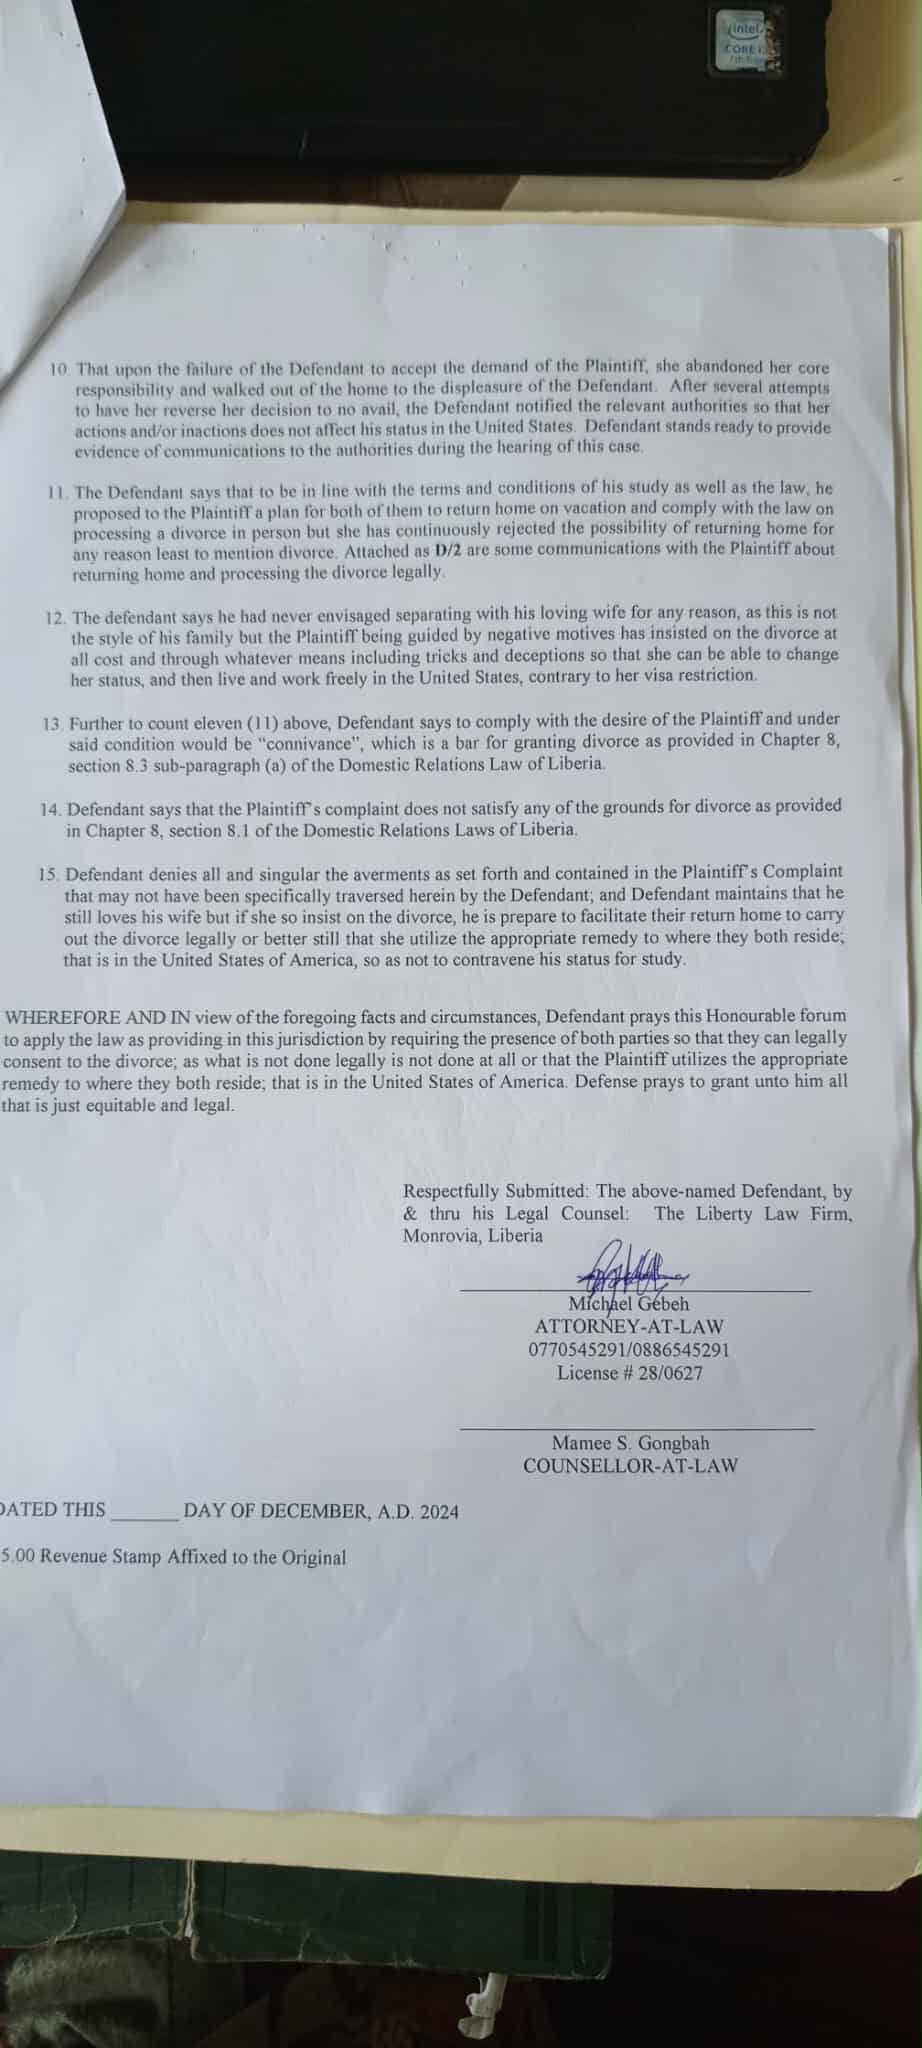 intel
CORE i
7th Gen
10. That upon the failure of the Defendant to accept the demand of the Plaintiff, she abandoned her core
responsibility and walked out of the home to the displeasure of the Defendant. After several attempts
to have her reverse her decision to no avail, the Defendant notified the relevant authorities so that her
actions and/or inactions does not affect his status in the United States. Defendant stands ready to provide
evidence of communications to the authorities during the hearing of this case.
11. The Defendant says that to be in line with the terms and conditions of his study as well as the law, he
proposed to the Plaintiff a plan for both of them to return home on vacation and comply with the law on
processing a divorce in person but she has continuously rejected the possibility of returning home for
any reason least to mention divorce. Attached as D/2 are some communications with the Plaintiff about
returning home and processing the divorce legally.
12. The defendant says he had never envisaged separating with his loving wife for any reason, as this is not
the style of his family but the Plaintiff being guided by negative motives has insisted on the divorce at
all cost and through whatever means including tricks and deceptions so that she can be able to change
her status, and then live and work freely in the United States, contrary to her visa restriction.
13. Further to count eleven (11) above, Defendant says to comply with the desire of the Plaintiff and under
said condition would be “connivance”, which is a bar for granting divorce as provided in Chapter 8,
section 8.3 sub-paragraph (a) of the Domestic Relations Law of Liberia.
14. Defendant says that the Plaintiff's complaint does not satisfy any of the grounds for divorce as provided
in Chapter 8, section 8.1 of the Domestic Relations Laws of Liberia.
15. Defendant denies all and singular the averments as set forth and contained in the Plaintiff's Complaint
that may not have been specifically traversed herein by the Defendant; and Defendant maintains that he
still loves his wife but if she so insist on the divorce, he is prepare to facilitate their return home to carry
out the divorce legally or better still that she utilize the appropriate remedy to where they both reside;
that is in the United States of America, so as not to contravene his status for study.
WHEREFORE AND IN view of the foregoing facts and circumstances, Defendant prays this Honourable forum
to apply the law as providing in this jurisdiction by requiring the presence of both parties so that they can legally
consent to the divorce; as what is not done legally is not done at all or that the Plaintiff utilizes the appropriate
remedy to where they both reside; that is in the United States of America. Defense prays to grant unto him all
that is just equitable and legal.
Respectfully Submitted: The above-named Defendant, by
& thru his Legal Counsel: The Liberty Law Firm,
Monrovia, Liberia
Michael Gebeh
ATTORNEY-AT-LAW
0770545291/0886545291
License # 28/0627
Mamee S. Gongbah
COUNSELLOR-AT-LAW
DATED THIS ______ DAY OF DECEMBER, A.D. 2024
5.00 Revenue Stamp Affixed to the Original